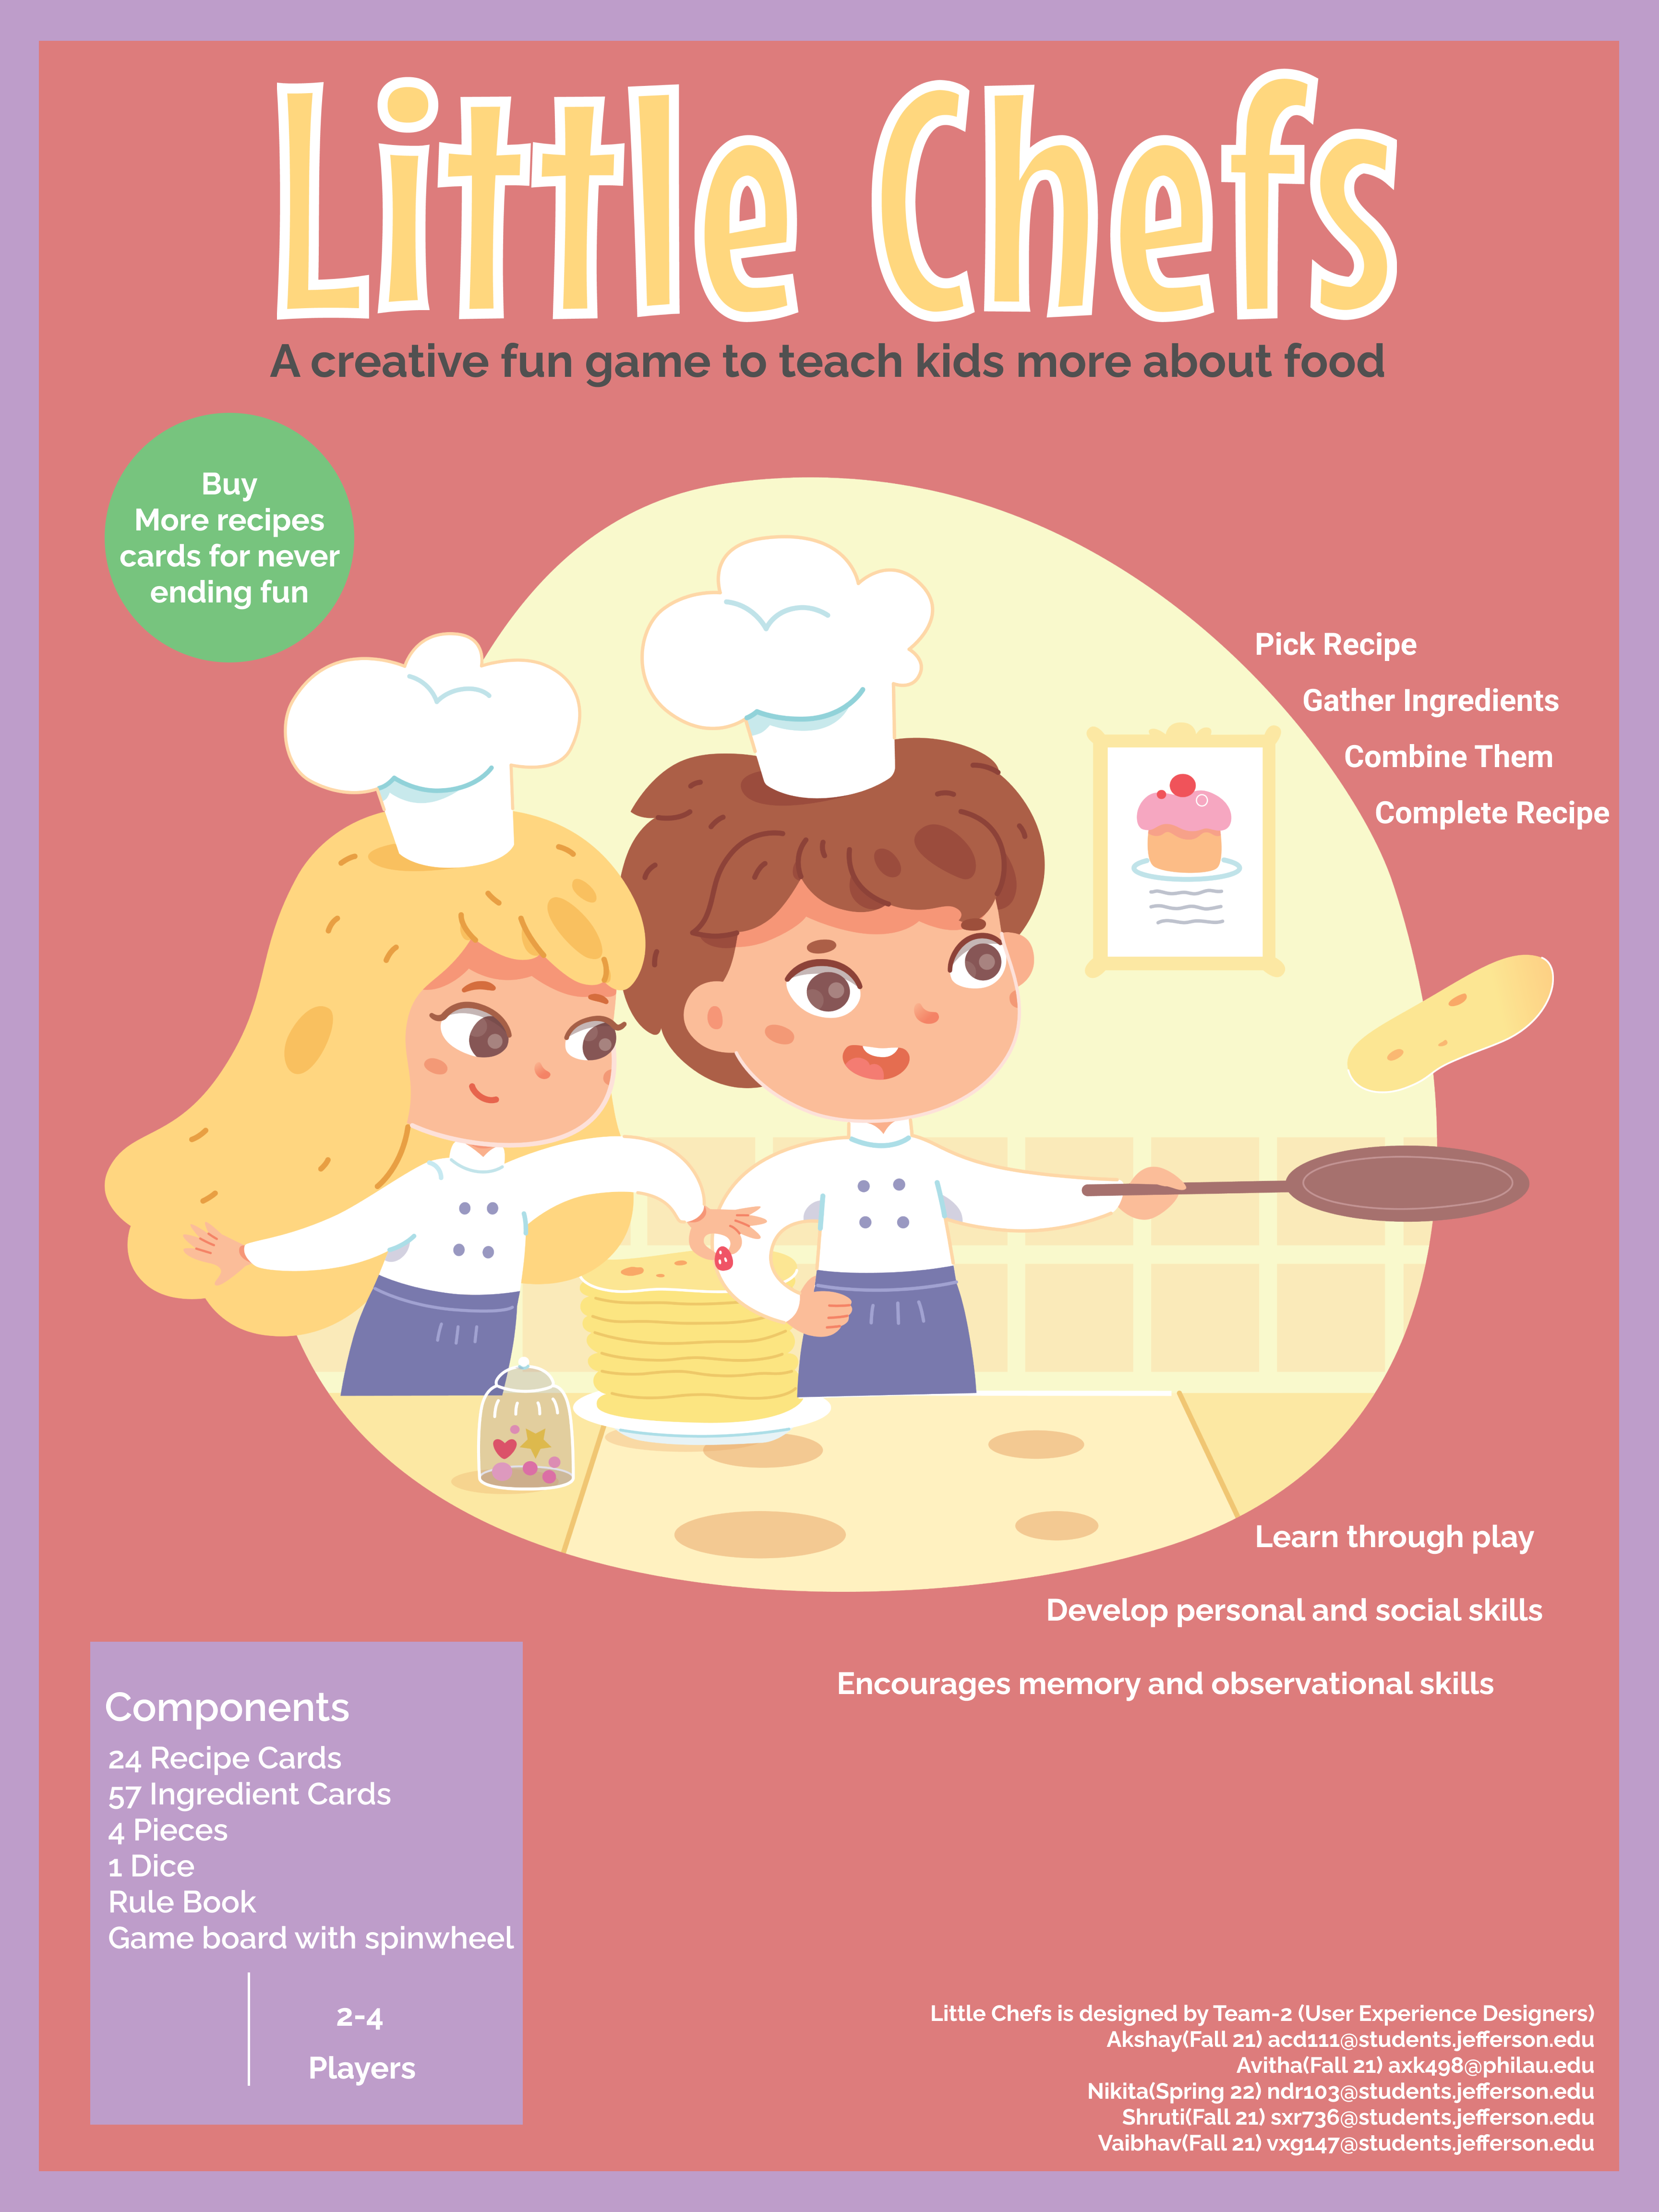 Little Chefs
A creative fun game to teach kids more about food
Buy
More recipes
cards for never
ending fun
Pick Recipe
Gather Ingredients
Combine Them
Complete Recipe
Learn through play
Develop personal and social skills
Encourages memory and observational skills
Components
24 Recipe Cards
57 Ingredient Cards
4 Pieces
1 Dice
Rule Book
Game board with spinwheel
2-4
Players
Little Chefs is designed by Team-2 (User Experience Designers)
Akshay(Fall 21) acd111@students.jefferson.edu
Avitha(Fall 21) axk498@philau.edu
Nikita(Spring 22) ndr103@students.jefferson.edu
Shruti(Fall 21) sxr736@students.jefferson.edu
Vaibhav(Fall 21) vxg147@students.jefferson.edu